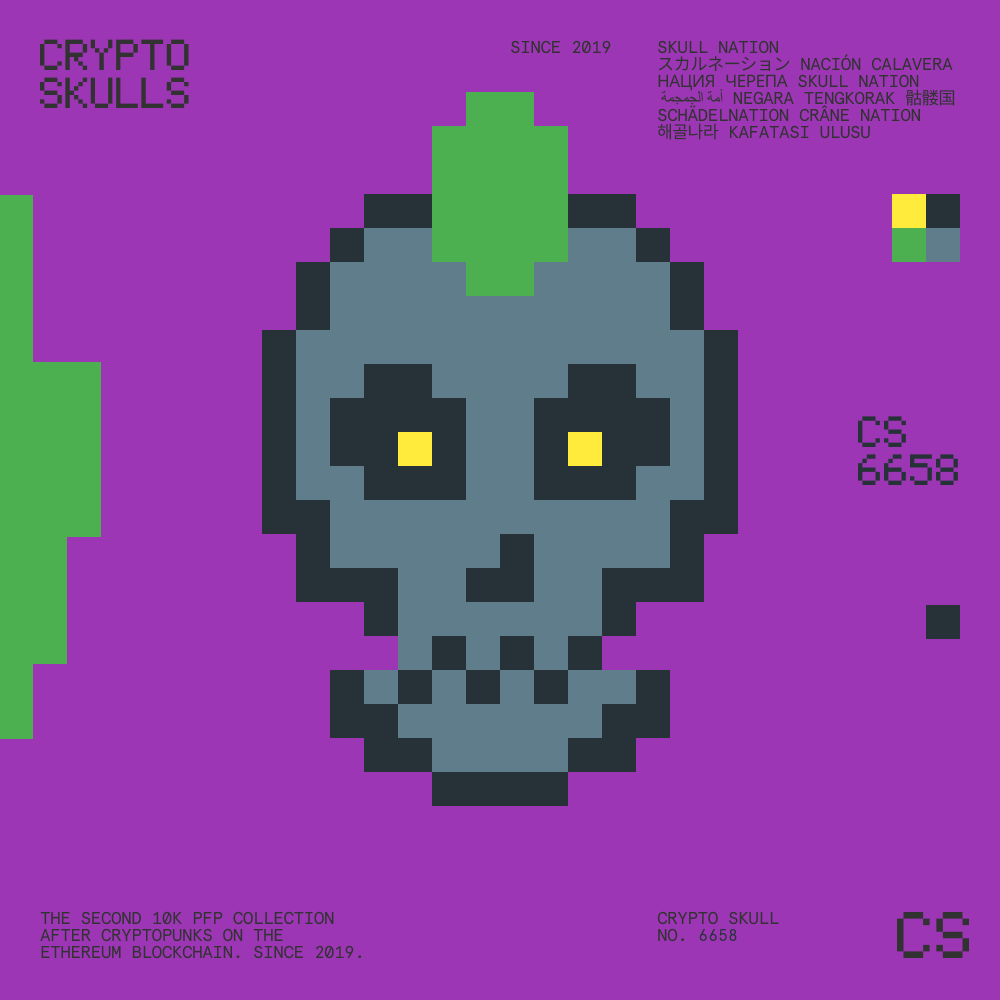 CRYPTO
SKULLS
SINCE 2019
SKULL NATION
スカルネーション NACIÓN CALAVERA
НАЦИЯ ЧЕРЕПА SKULL NATION
أمة الجمجمة NEGARA TENGKORAK 骷髅国
SCHÄDELNATION CRÂNE NATION
해골나라 KAFATASI ULUSU
CS
6658
THE SECOND 10K PFP COLLECTION
AFTER CRYPTOPUNKS ON THE
ETHEREUM BLOCKCHAIN. SINCE 2019.
CRYPTO SKULL
NO. 6658
CS